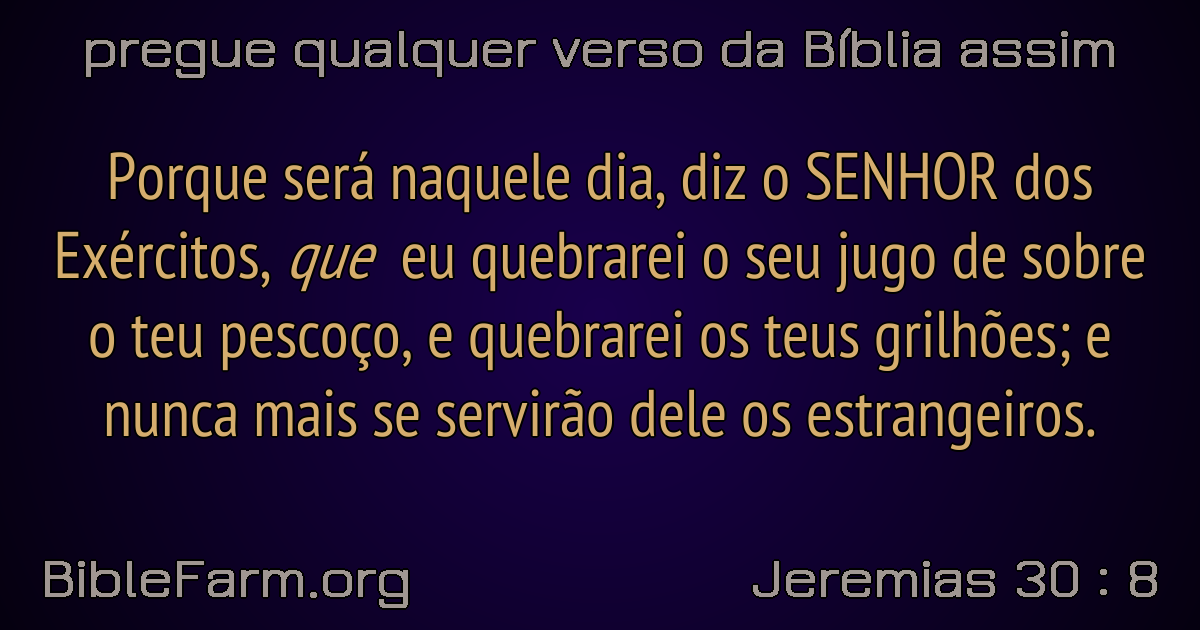 pregue qualquer verso da Bíblia assim
Porque será naquele dia, diz o SENHOR dos
Exércitos, que eu quebrarei o seu jugo de sobre
o teu pescoço, e quebrarei os teus grilhões; e
nunca mais se servirão dele os estrangeiros.
BibleFarm.org
Jeremias 30 : 8